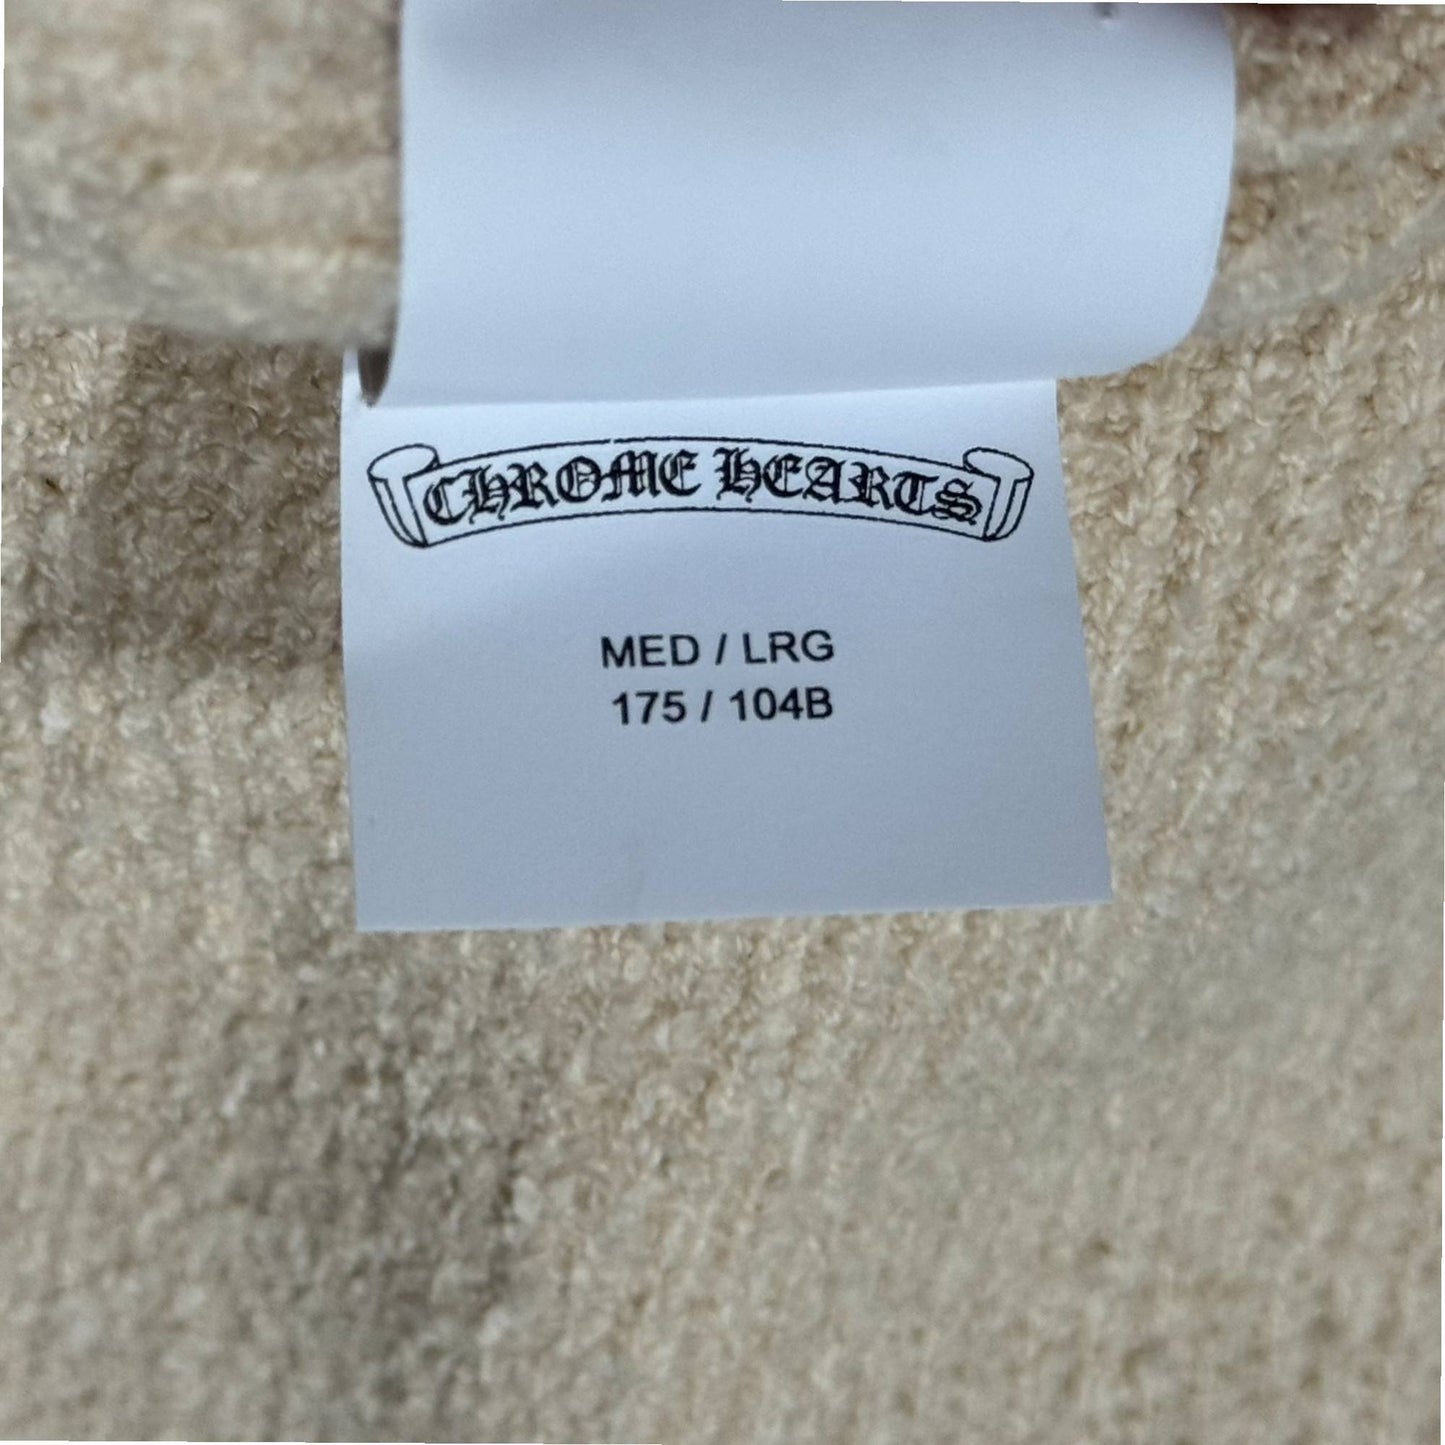 CHROME HEARTS
MED / LRG
175 / 104B